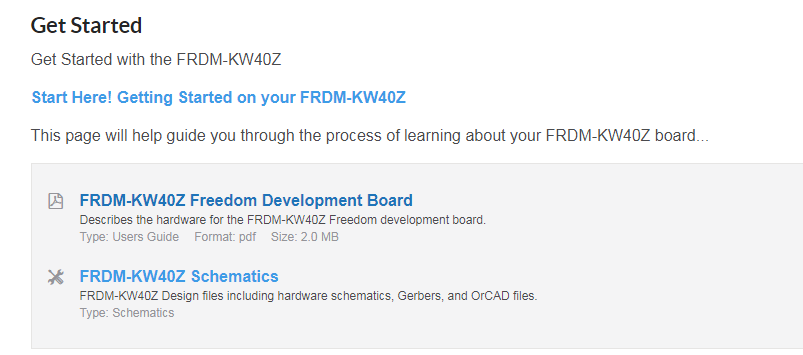 Get Started
Get Started with the FRDM-KW40Z
Start Here! Getting Started on your FRDM-KW40Z
This page will help guide you through the process of learning about your FRDM-KW40Z board...
FRDM-KW40Z Freedom Development Board
Describes the hardware for the FRDM-KW40Z Freedom development board.
Type: Users Guide Format: pdf Size: 2.0 MB
FRDM-KW40Z Schematics
FRDM-KW40Z Design files including hardware schematics, Gerbers, and OrCAD files.
Type: Schematics